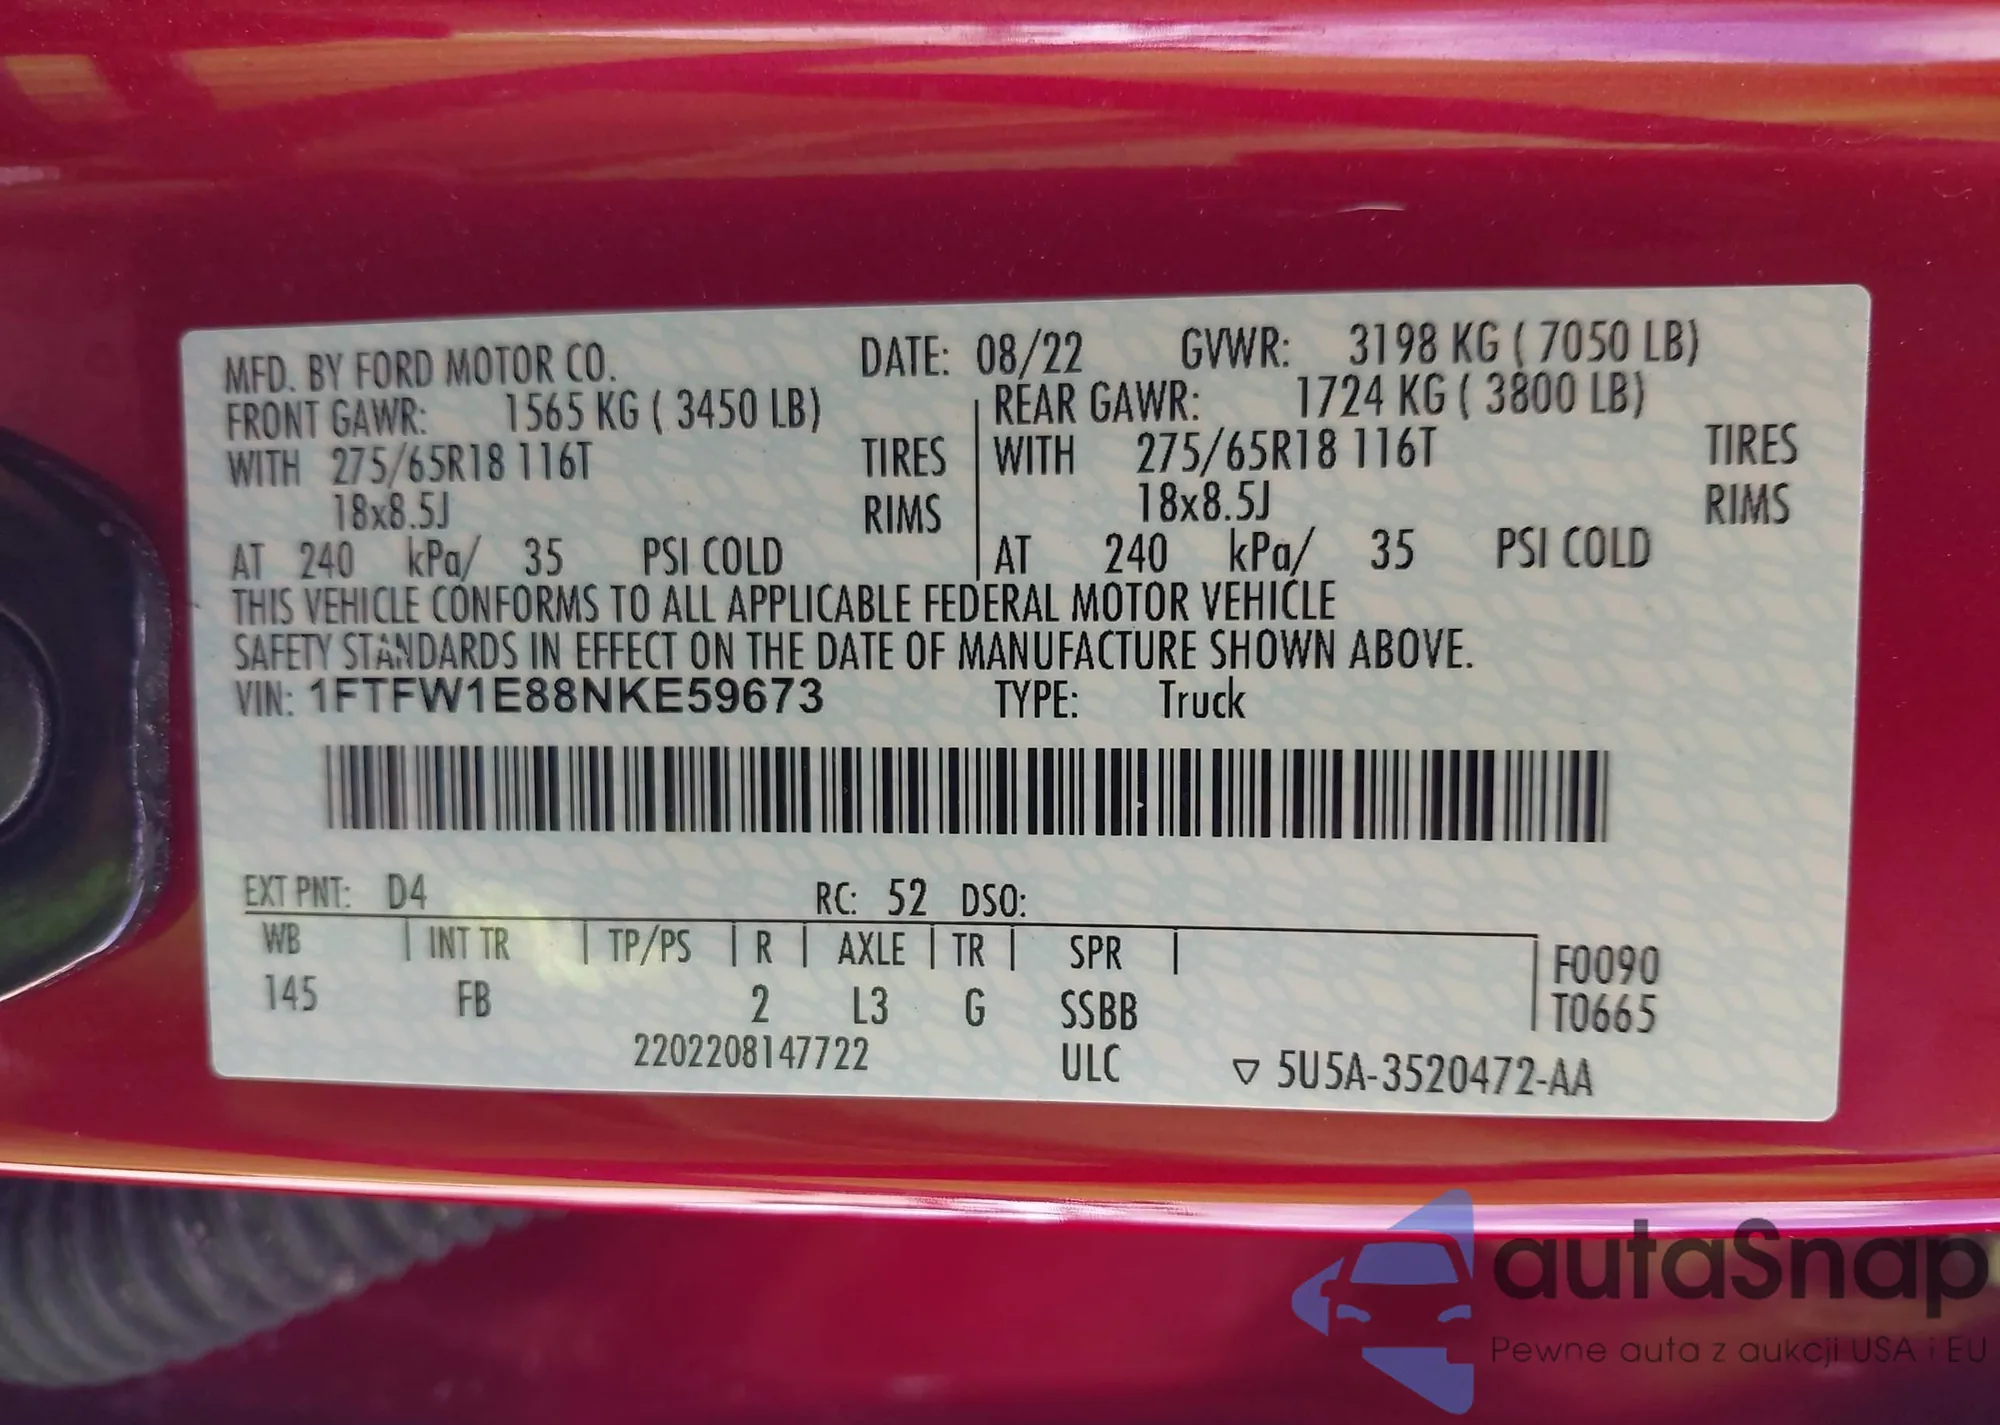 MFD. BY FORD MOTOR CO. DATE: 08/22 GVWR: 3198 KG ( 7050 LB)
FRONT GAWR: 1565 KG ( 3450 LB) REAR GAWR: 1724 KG ( 3800 LB)
WITH 275/65R18 116T TIRES WITH 275/65R18 116T TIRES
18x8.5J RIMS 18x8.5J RIMS
AT 240 kPa/ 35 PSI COLD AT 240 kPa/ 35 PSI COLD
THIS VEHICLE CONFORMS TO ALL APPLICABLE FEDERAL MOTOR VEHICLE
SAFETY STANDARDS IN EFFECT ON THE DATE OF MANUFACTURE SHOWN ABOVE.
VIN: 1FTFW1E88NKE59673 TYPE: Truck
EXT PNT: D4 RC: 52 DSO:
WB INT TR TP/PS R AXLE TR SPR F0090
145 FB 2 L3 G SSBB T0665
2202208147722 ULC ▽ 5U5A-3520472-AA
autaSnap
Pewne auta z aukcji USA i EU